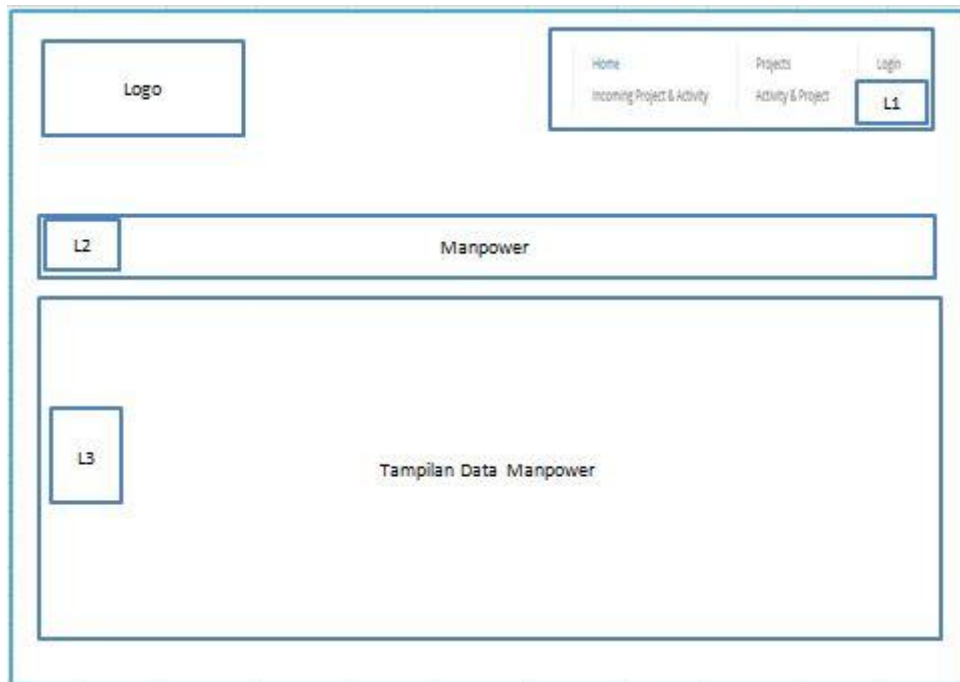 Logo
Home
Projects
Login
Incoming Project & Activity
Activity & Project
L1
L2
Manpower
L3
Tampilan Data Manpower